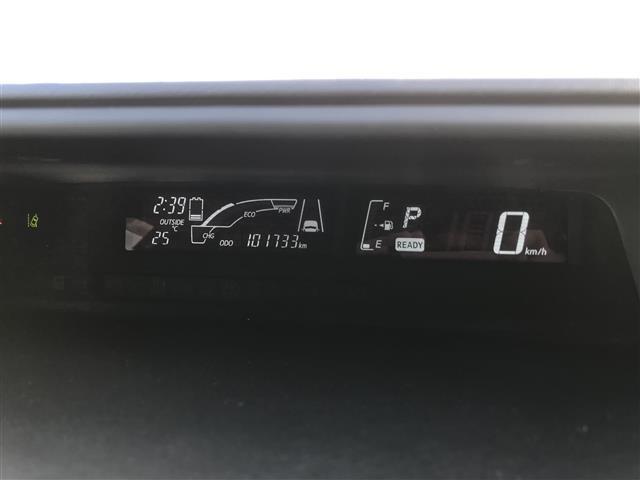 2:39
OUTSIDE
25 °C
ECO
PWR
CHG
ODO 101733 km
F
E
P
READY
0 km/h